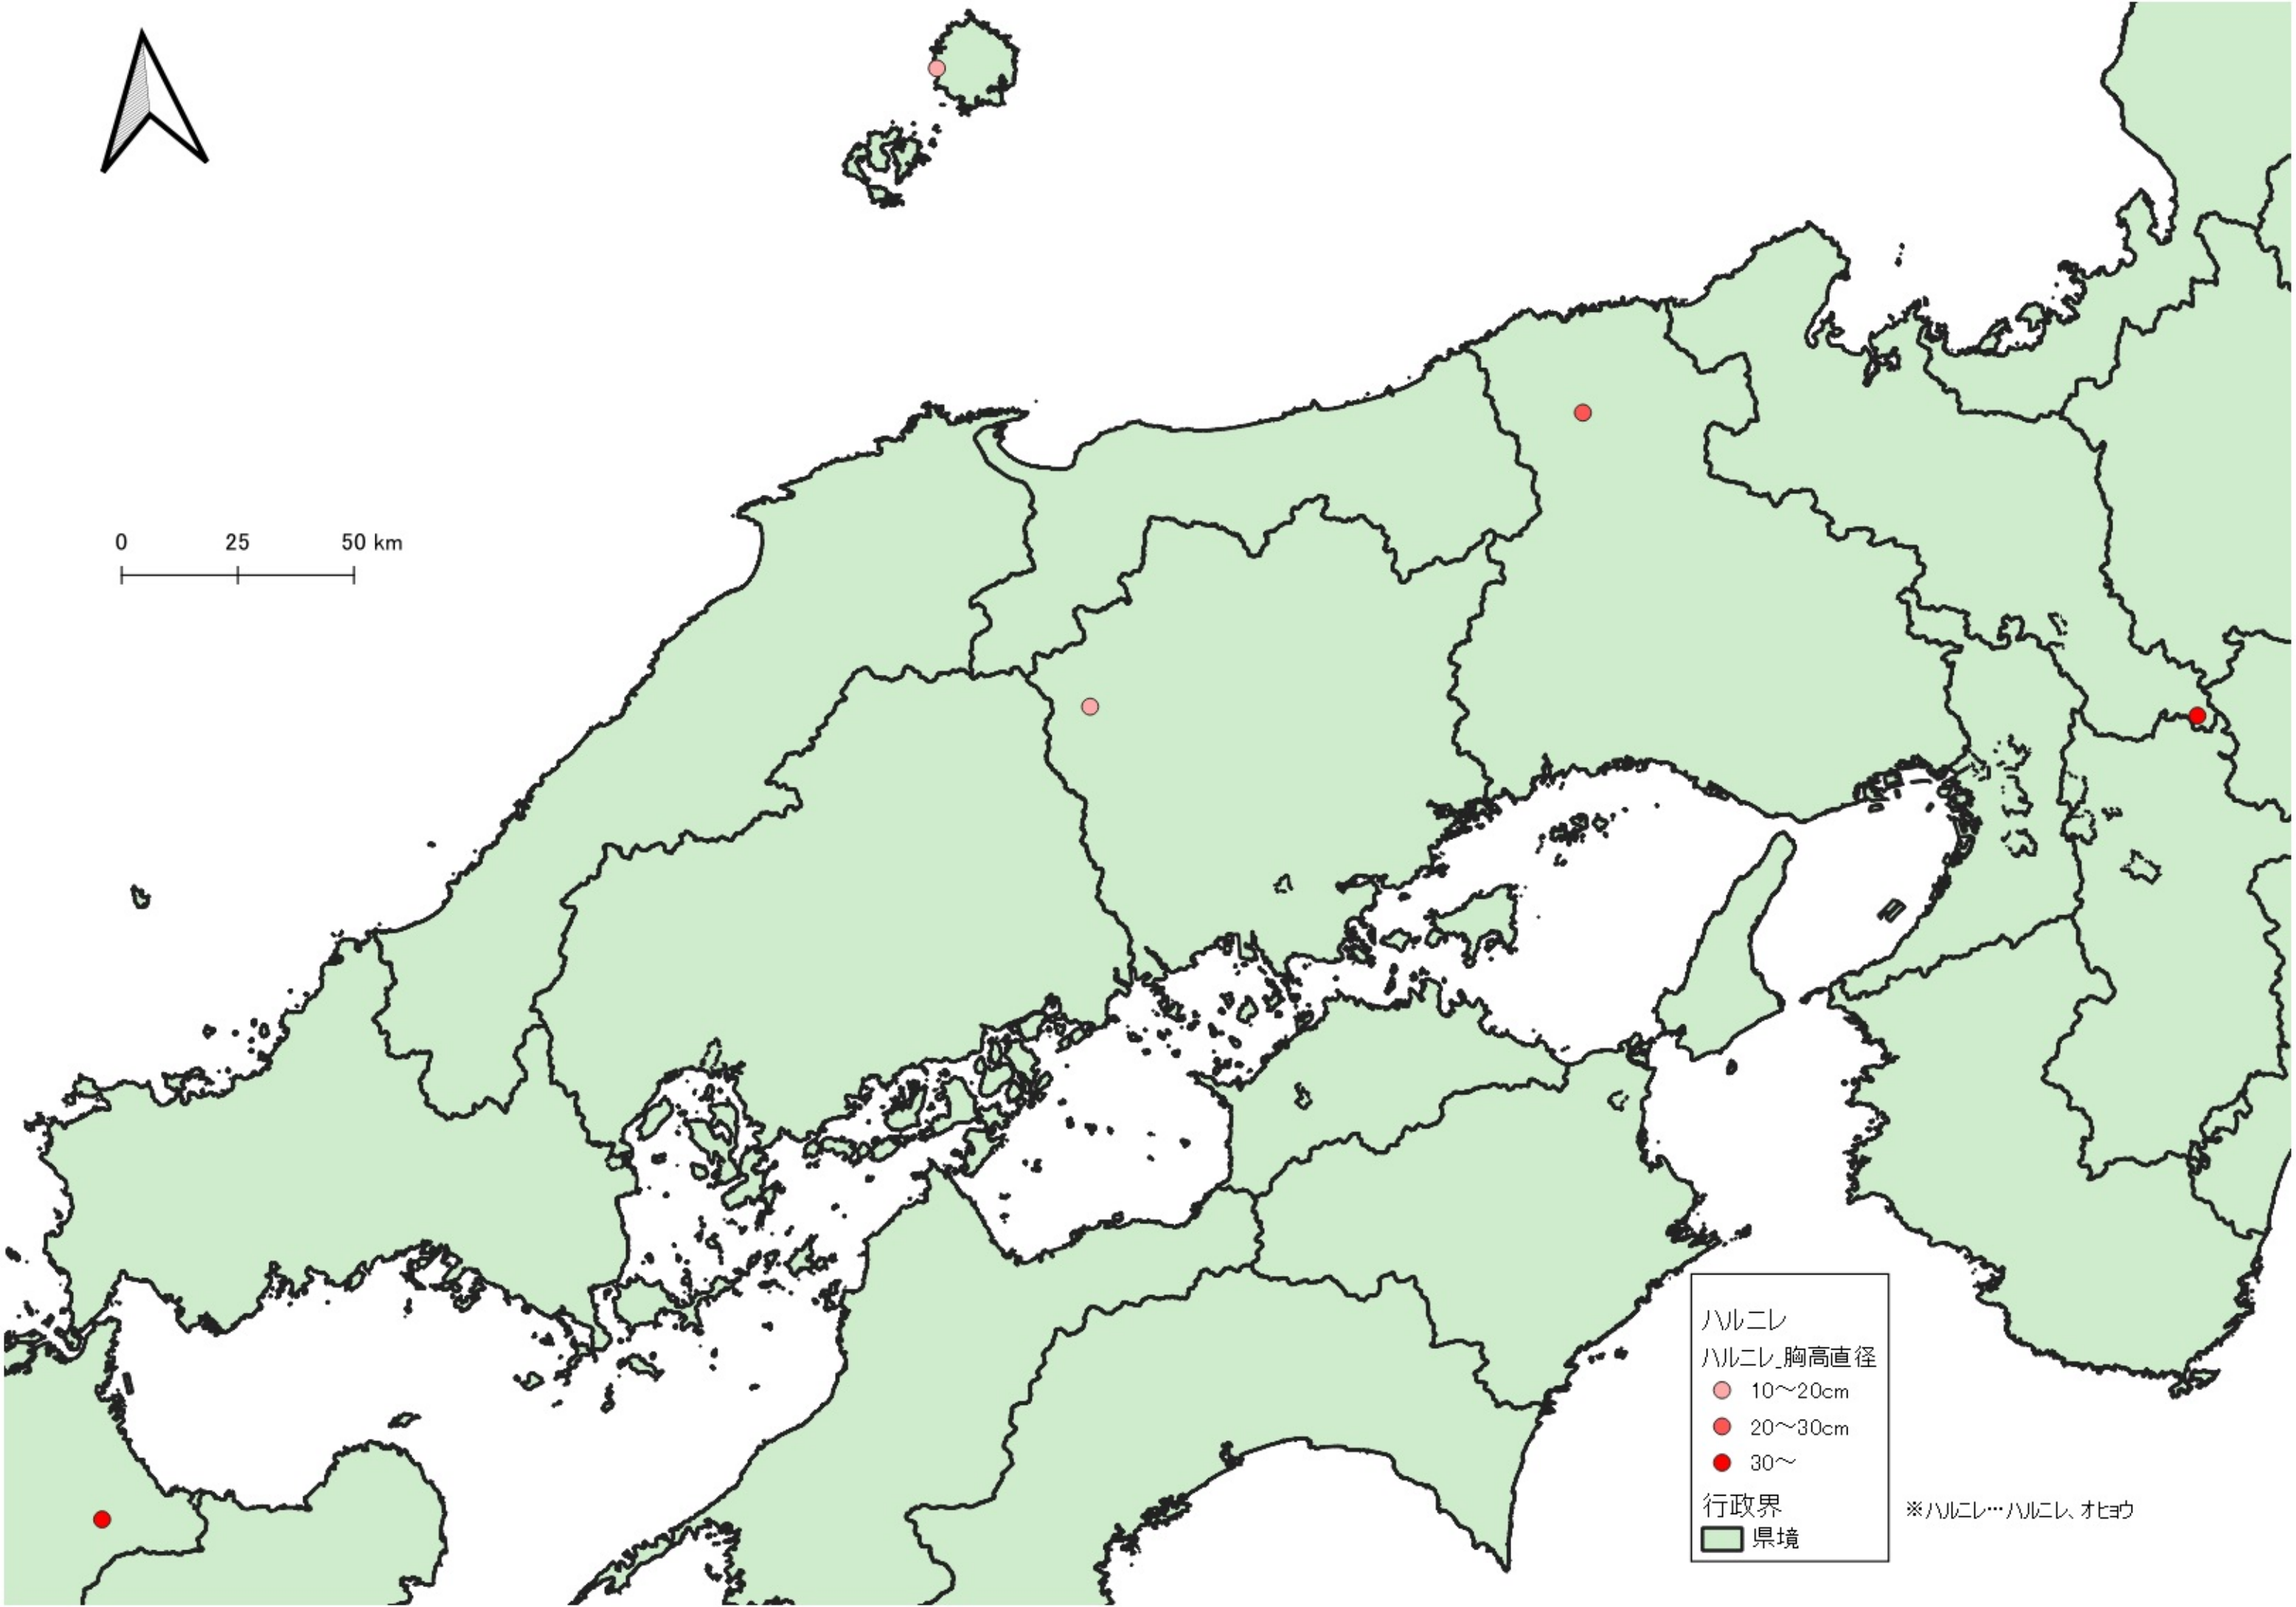 0 25 50 km
ハルニレ
ハルニレ_胸高直径
10～20cm
20～30cm
30～
行政界
県境
※ハルニレ…ハルニレ、オヒョウ